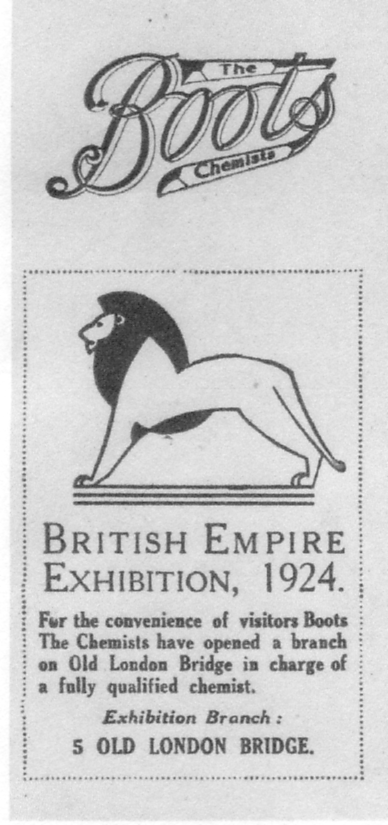 The
Boots
Chemists
BRITISH EMPIRE
EXHIBITION, 1924.
For the convenience of visitors Boots
The Chemists have opened a branch
on Old London Bridge in charge of
a fully qualified chemist.
Exhibition Branch :
5 OLD LONDON BRIDGE.